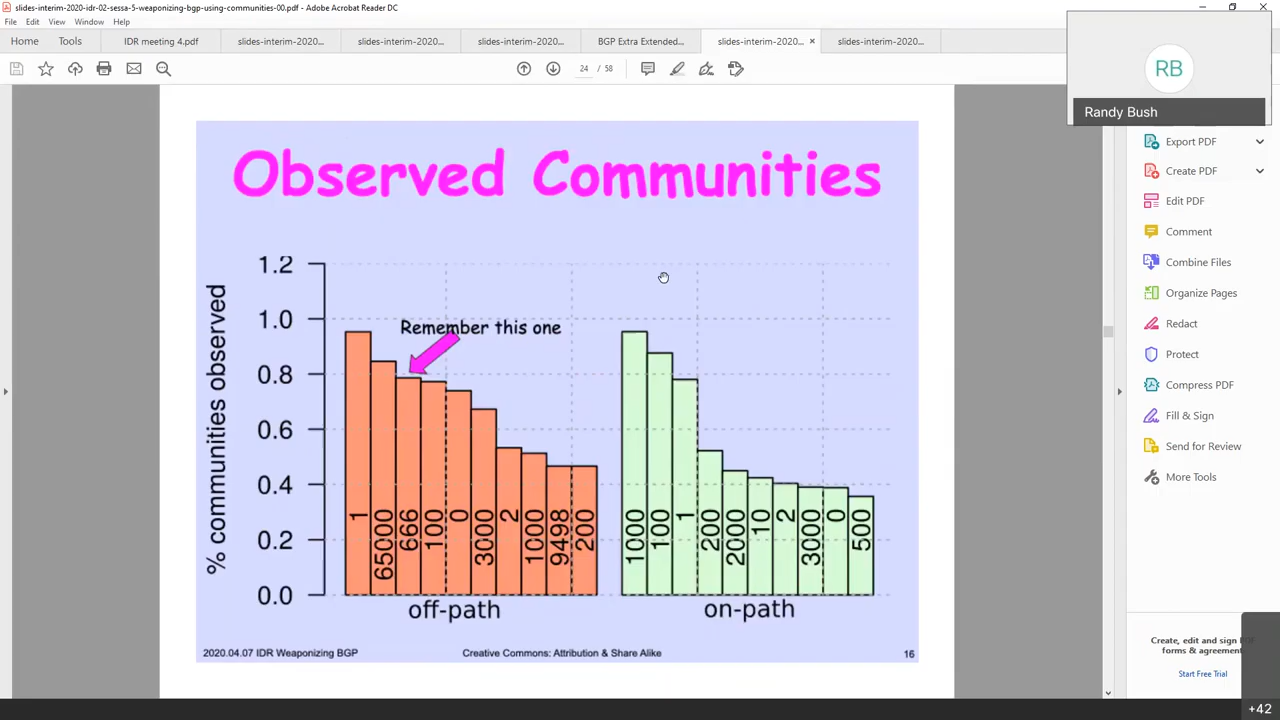 slides-interim-2020-idr-02-sessa-5-weaponizing-bgp-using-communities-00.pdf - Adobe Acrobat Reader DC
File Edit View Window Help
Home Tools IDR meeting 4.pdf slides-interim-2020... slides-interim-2020... slides-interim-2020... BGP Extra Extended... slides-interim-2020... × slides-interim-2020...
24 / 58
RB
Randy Bush
Export PDF
Create PDF
Edit PDF
Comment
Combine Files
Organize Pages
Redact
Protect
Compress PDF
Fill & Sign
Send for Review
More Tools
Create, edit and sign
forms & agreement
Start Free Trial
+42
Observed Communities
% communities observed
1.2
1.0
0.8
0.6
0.4
0.2
0.0
Remember this one
1 65000 666 100 0 3000 2 1000 9498 200
1000 100 1 200 2000 10 2 3000 0 500
off-path on-path
2020.04.07 IDR Weaponizing BGP Creative Commons: Attribution & Share Alike 16